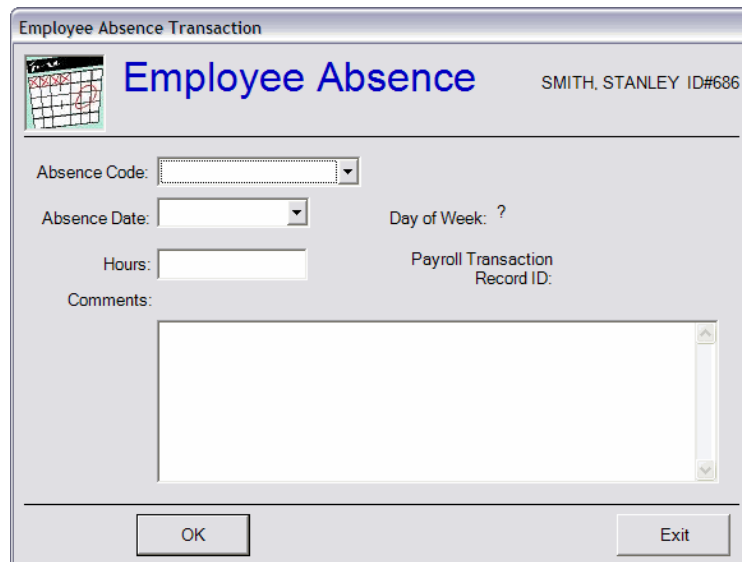 Employee Absence Transaction
Employee Absence
SMITH, STANLEY ID#686
Absence Code:
Absence Date:
Day of Week: ?
Hours:
Payroll Transaction
Record ID:
Comments:
OK
Exit